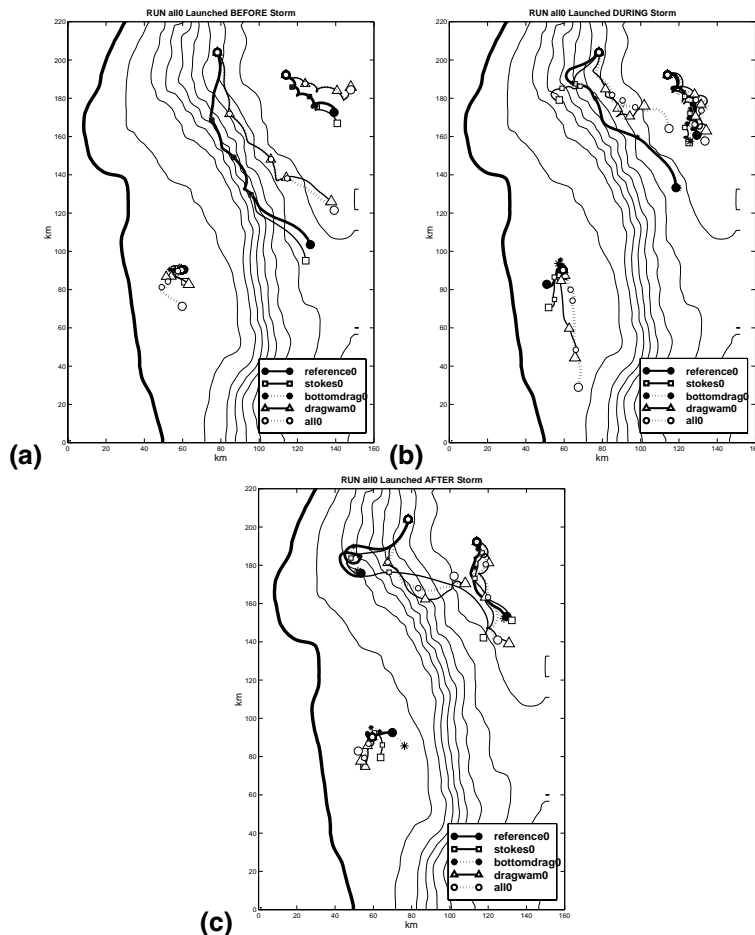 RUN all0 Launched BEFORE Storm
220
200
180
160
140
120
100
80
60
40
20
0
km
0 20 40 60 80 100 120 140 160
km
reference0
stokes0
bottomdrag0
dragwam0
all0
(a)
RUN all0 Launched DURING Storm
220
200
180
160
140
120
100
80
60
40
20
0
km
0 20 40 60 80 100 120 140 160
km
reference0
stokes0
bottomdrag0
dragwam0
all0
(b)
RUN all0 Launched AFTER Storm
220
200
180
160
140
120
100
80
60
40
20
0
km
0 20 40 60 80 100 120 140 160
km
reference0
stokes0
bottomdrag0
dragwam0
all0
(c)